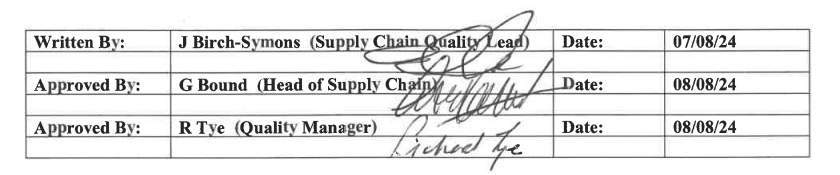 Written By: J Birch-Symons (Supply Chain Quality Lead) Date: 07/08/24
Approved By: G Bound (Head of Supply Chain) Date: 08/08/24
Approved By: R Tye (Quality Manager) Date: 08/08/24
Richard Tye